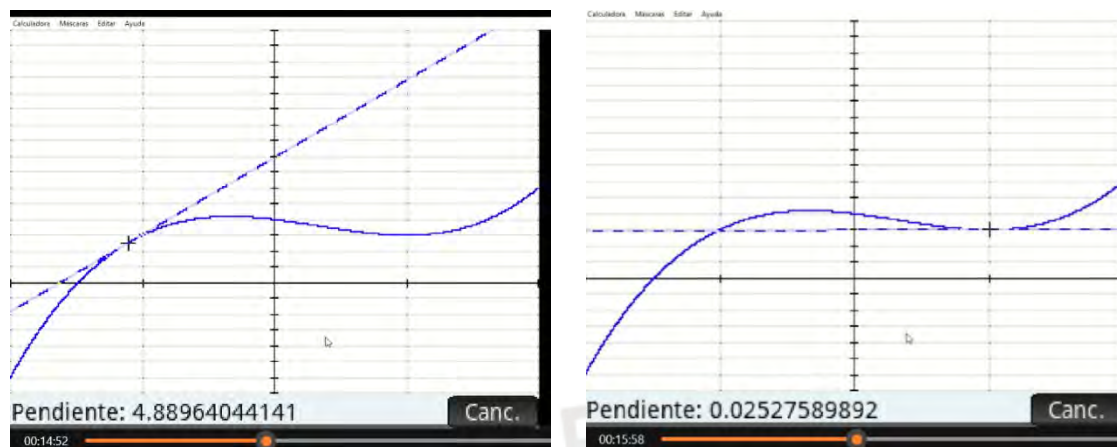 Calculadora Máscaras Editar Ayuda
Pendiente: 4.88964044141 Canc.
00:14:52
Calculadora Máscaras Editar Ayuda
Pendiente: 0.02527589892 Canc.
00:15:58